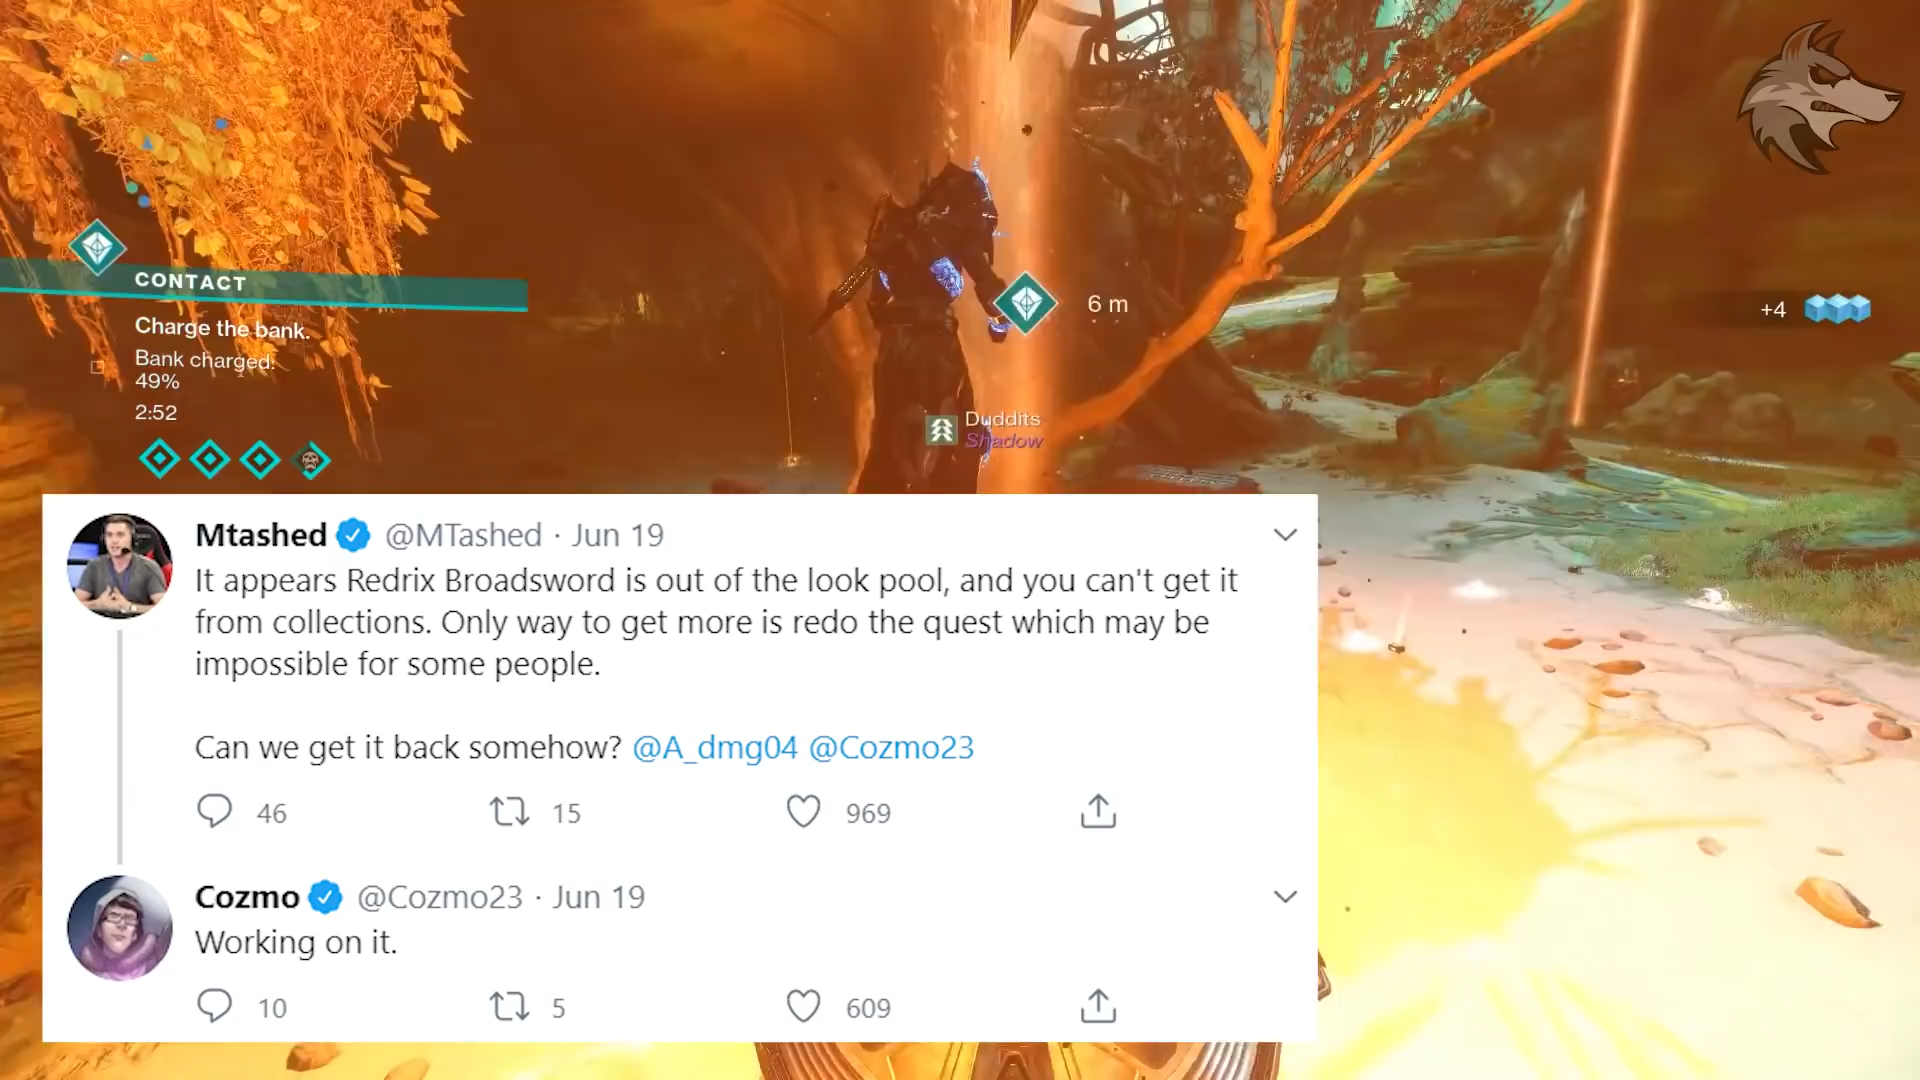 CONTACT
Charge the bank.
Bank charged:
49%
2:52
6 m
+4
Duddits
Shadow
Mtashed @MTashed · Jun 19
It appears Redrix Broadsword is out of the look pool, and you can't get it
from collections. Only way to get more is redo the quest which may be
impossible for some people.
Can we get it back somehow? @A_dmg04 @Cozmo23
46 15 969
Cozmo @Cozmo23 · Jun 19
Working on it.
10 5 609